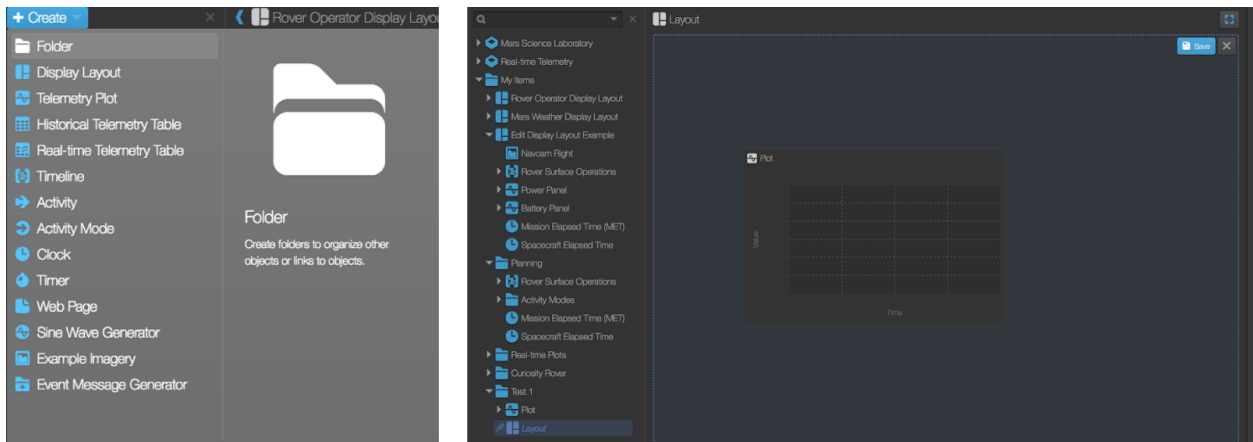 + Create
Rover Operator Display Layou
Folder
Display Layout
Telemetry Plot
Historical Telemetry Table
Real-time Telemetry Table
Timeline
Activity
Activity Mode
Clock
Timer
Web Page
Sine Wave Generator
Example Imagery
Event Message Generator
Folder
Create folders to organize other
objects or links to objects.
Mars Science Laboratory
Real-time Telemetry
My Items
Rover Operator Display Layout
Mars Weather Display Layout
Edit Display Layout Example
Navcam Right
Rover Surface Operations
Power Panel
Battery Panel
Mission Elapsed Time (MET)
Spacecraft Elapsed Time
Planning
Rover Surface Operations
Activity Modes
Mission Elapsed Time (MET)
Spacecraft Elapsed Time
Real-time Plots
Curiosity Rover
Test 1
Plot
Layout
Layout
Save
Plot
Value
Time